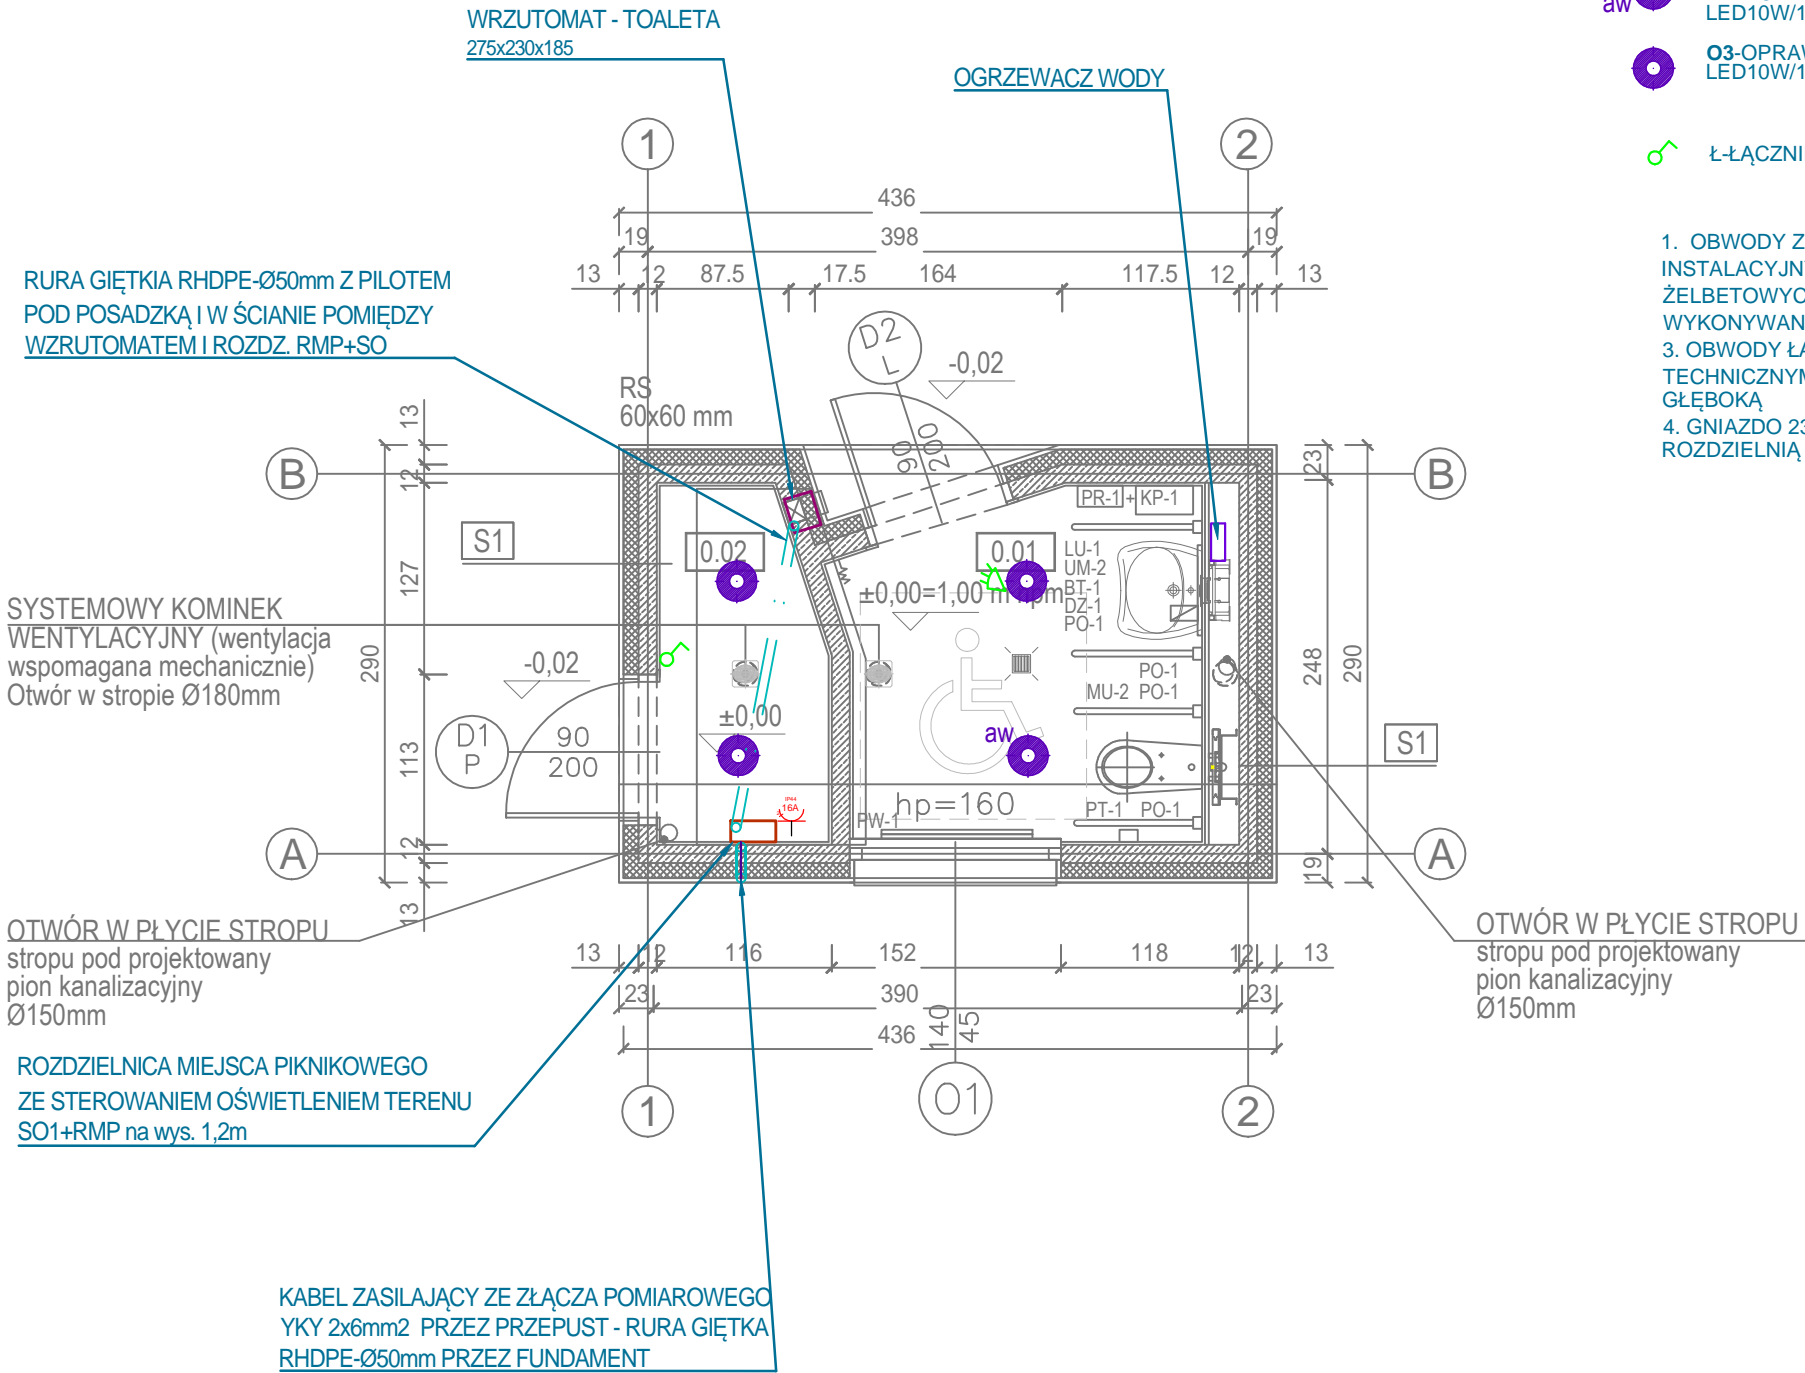 WRZUTOMAT - TOALETA
275x230x185
OGRZEWACZ WODY
aw
LED10W/1
O3-OPRAW
LED10W/1
Ł-ŁĄCZNI
1. OBWODY Z
INSTALACYJNY
ŻELBETOWYC
WYKONYWAN
3. OBWODY ŁA
TECHNICZNYM
GŁĘBOKĄ
4. GNIAZDO 23
ROZDZIELNIĄ
1
2
436
19
398
19
13
12
87.5
17.5
164
117.5
12
13
RURA GIĘTKIA RHDPE-Ø50mm Z PILOTEM
POD POSADZKĄ I W ŚCIANIE POMIĘDZY
WZRUTOMATEM I ROZDZ. RMP+SO
D2
L
-0,02
RS
60x60 mm
90
200
B
B
13
12
127
290
113
12
13
23
248
290
19
S1
0.02
0.01
PR-1+ KP-1
LU-1
UM-2
BT-1
DZ-1
PO-1
±0,00=1,00 m npm
SYSTEMOWY KOMINEK
WENTYLACYJNY (wentylacja
wspomagana mechanicznie)
Otwór w stropie Ø180mm
-0,02
±0,00
PO-1
MU-2 PO-1
aw
D1
P
90
200
S1
IP44
16A
hp=160
PW-1
PT-1 PO-1
A
A
OTWÓR W PŁYCIE STROPU
stropu pod projektowany
pion kanalizacyjny
Ø150mm
OTWÓR W PŁYCIE STROPU
stropu pod projektowany
pion kanalizacyjny
Ø150mm
13
12
116
152
118
12
13
23
390
23
436
140
45
1
O1
2
ROZDZIELNICA MIEJSCA PIKNIKOWEGO
ZE STEROWANIEM OŚWIETLENIEM TERENU
SO1+RMP na wys. 1,2m
KABEL ZASILAJĄCY ZE ZŁĄCZA POMIAROWEGO
YKY 2x6mm2 PRZEZ PRZEPUST - RURA GIĘTKA
RHDPE-Ø50mm PRZEZ FUNDAMENT